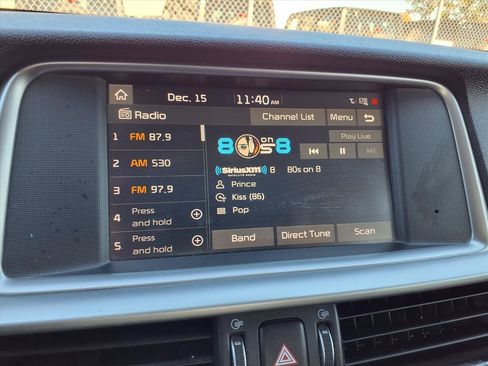 Dec. 15 11:40 AM
Radio Channel List Menu
1 FM 87.9
2 AM 530
3 FM 97.9
4 Press and hold
5 Press and hold
80s on 8
Play Live
SiriusXM 8 80s on 8
SATELLITE RADIO
Prince
Kiss (86)
Pop
Band Direct Tune Scan